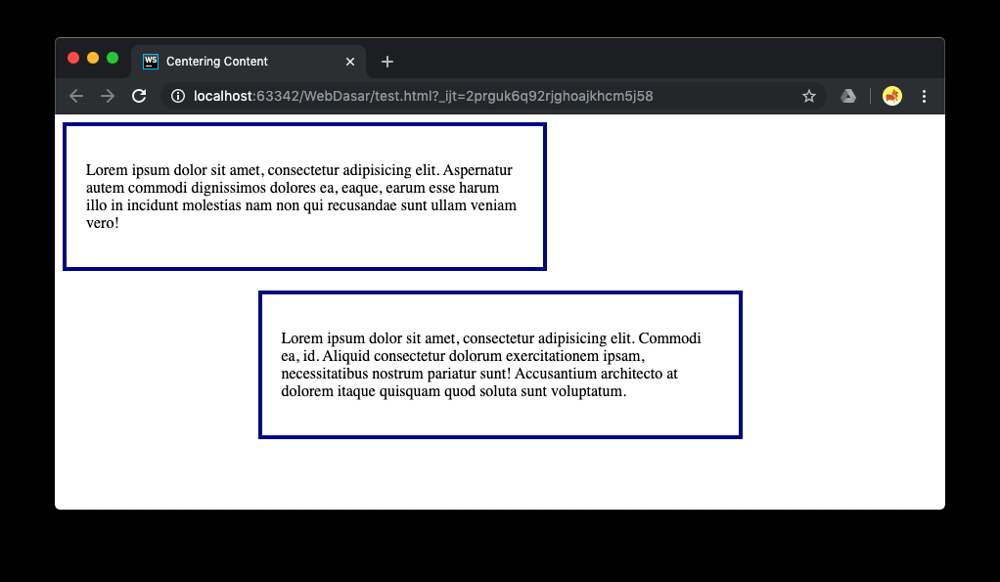 WS
Centering Content
localhost:63342/WebDasar/test.html?_ijt=2prguk6q92rjghoajkhcm5j58
Lorem ipsum dolor sit amet, consectetur adipisicing elit. Aspernatur
autem commodi dignissimos dolores ea, eaque, earum esse harum
illo in incidunt molestias nam non qui recusandae sunt ullam veniam
vero!
Lorem ipsum dolor sit amet, consectetur adipisicing elit. Commodi
ea, id. Aliquid consectetur dolorum exercitationem ipsam,
necessitatibus nostrum pariatur sunt! Accusantium architecto at
dolorem itaque quisquam quod soluta sunt voluptatum.